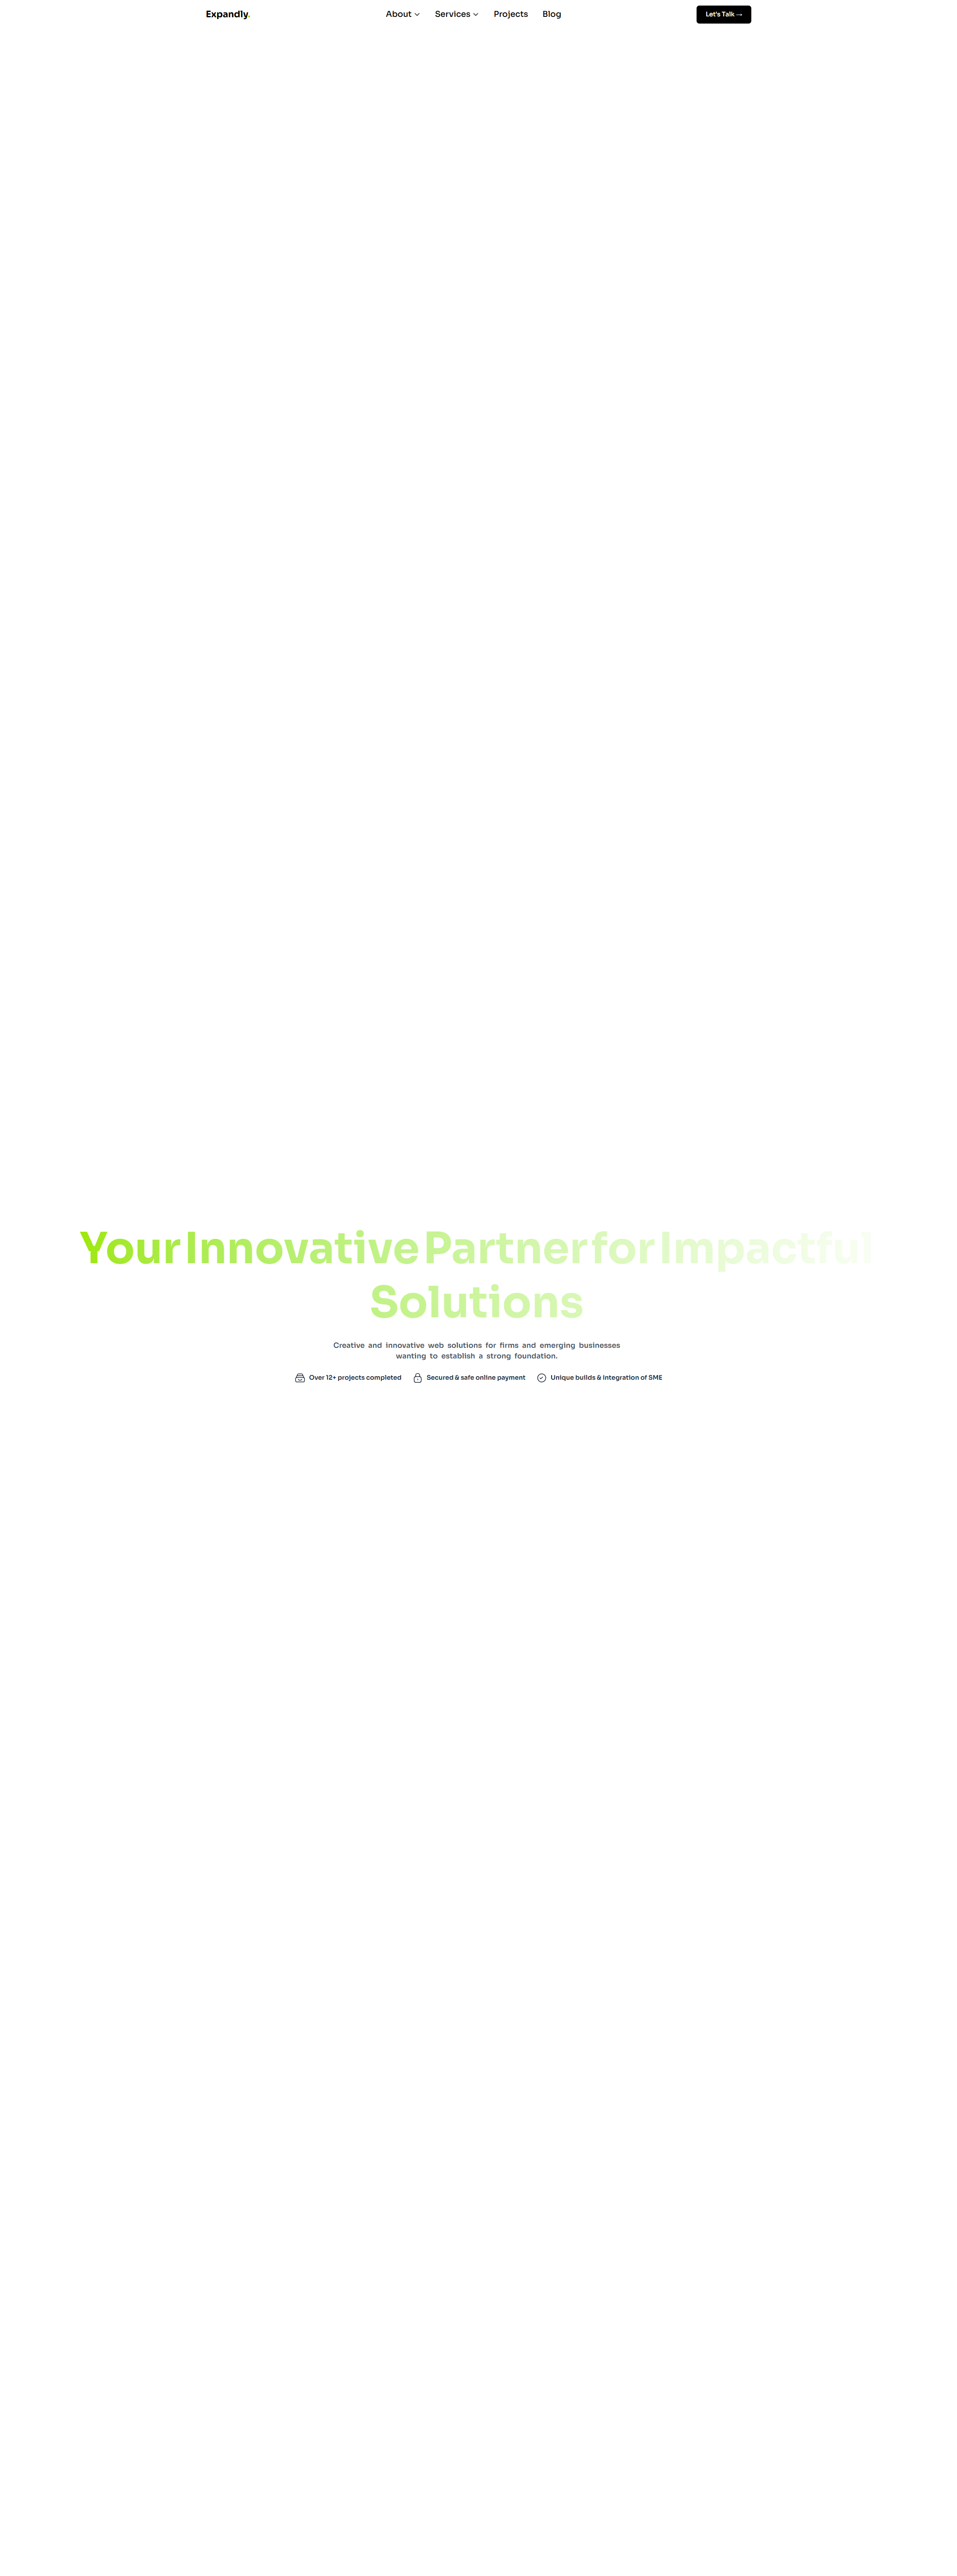 Expandly.
About
Services
Projects
Blog
Let's Talk →
Your Innovative Partner for Impactful
Solutions
Creative and innovative web solutions for firms and emerging businesses
wanting to establish a strong foundation.
Over 12+ projects completed
Secured & safe online payment
Unique builds & integration of SME